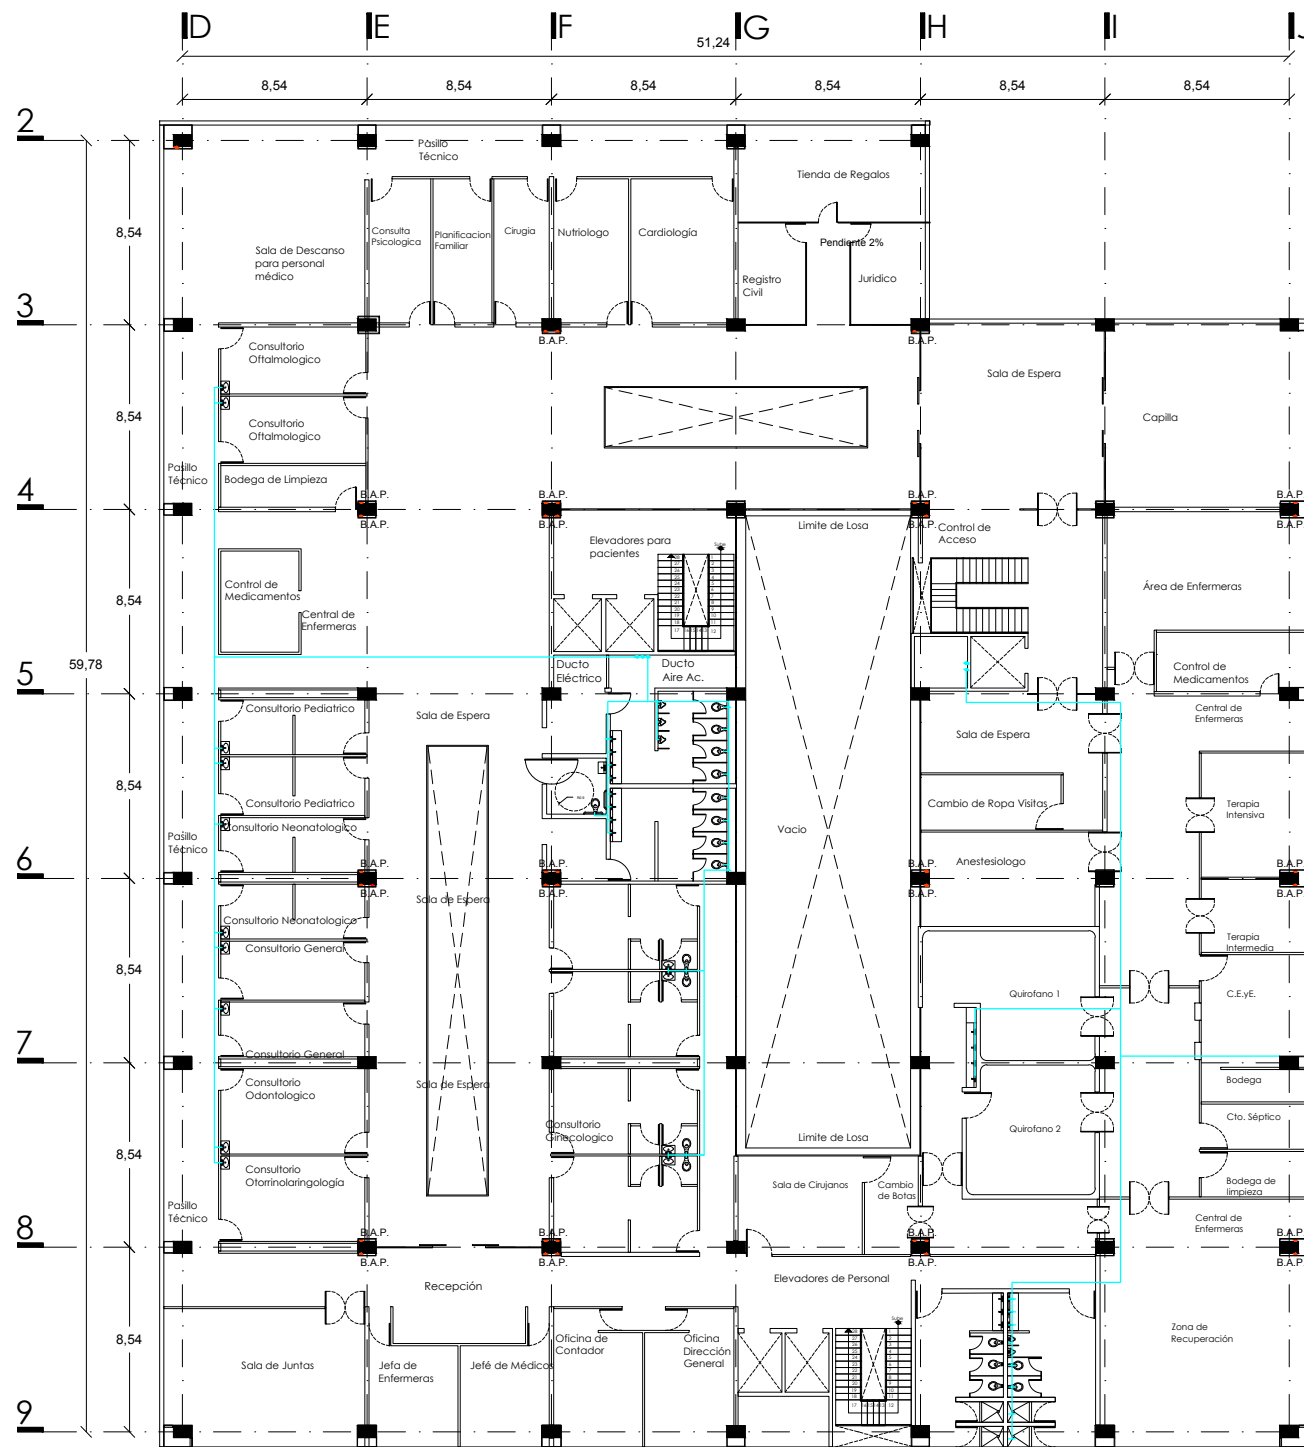 D
E
F
G
H
I
J
51,24
8,54
8,54
8,54
8,54
8,54
8,54
2
Pasillo
Técnico
Tienda de Regalos
Consulta
Psicologica
Planificacion
Familiar
Cirugia
Nutriologo
Cardiología
8,54
Sala de Descanso
para personal
médico
Pendiente 2%
Registro
Civil
Juridico
3
B.A.P.
B.A.P.
Consultorio
Oftalmologico
Sala de Espera
8,54
Capilla
Consultorio
Oftalmologico
Pasillo
Técnico
Bodega de Limpieza
4
B.A.P.
B.A.P.
B.A.P.
B.A.P.
B.A.P.
B.A.P.
B.A.P.
B.A.P.
Limite de Losa
Control de
Acceso
Elevadores para
pacientes
Sube
8,54
Control de
Medicamentos
Central de
Enfermeras
Área de Enfermeras
59,78
5
Ducto
Eléctrico
Ducto
Aire Ac.
Control de
Medicamentos
Consultorio Pediatrico
Sala de Espera
Central de
Enfermeras
Sala de Espera
8,54
Consultorio Pediatrico
Cambio de Ropa Visitas
Terapia
Intensiva
Pasillo
Técnico
Consultorio Neonatologico
Vacio
6
B.A.P.
B.A.P.
B.A.P.
B.A.P.
Anestesiologo
B.A.P.
B.A.P.
B.A.P.
B.A.P.
Sala de Espera
Consultorio Neonatologico
Consultorio General
Terapia
Intermedia
8,54
Quirofano 1
C.E.yE.
7
Consultorio General
Consultorio
Odontologico
Sala de Espera
Bodega
Cto. Séptico
Consultorio
Ginecologico
Limite de Losa
Quirofano 2
8,54
Consultorio
Otorrinolaringología
Sala de Cirujanos
Cambio
de Botas
Bodega de
limpieza
Pasillo
Técnico
Central de
Enfermeras
8
B.A.P.
B.A.P.
B.A.P.
B.A.P.
B.A.P.
B.A.P.
B.A.P.
B.A.P.
Recepción
Elevadores de Personal
Sube
8,54
Zona de
Recuperación
Sala de Juntas
Jefa de
Enfermeras
Jefé de Médicos
Oficina de
Contador
Oficina
Dirección
General
9